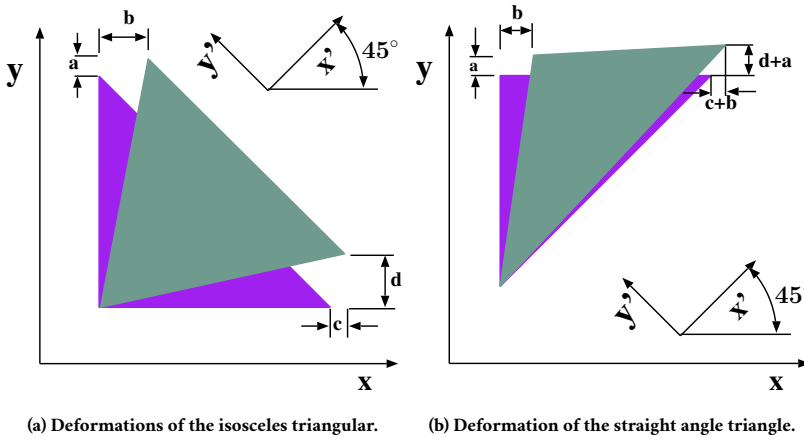 b
a
y
y'
x'
45°
d
c
x
(a) Deformations of the isosceles triangular.
b
a
y
d+a
c+b
y'
x'
45°
x
(b) Deformation of the straight angle triangle.